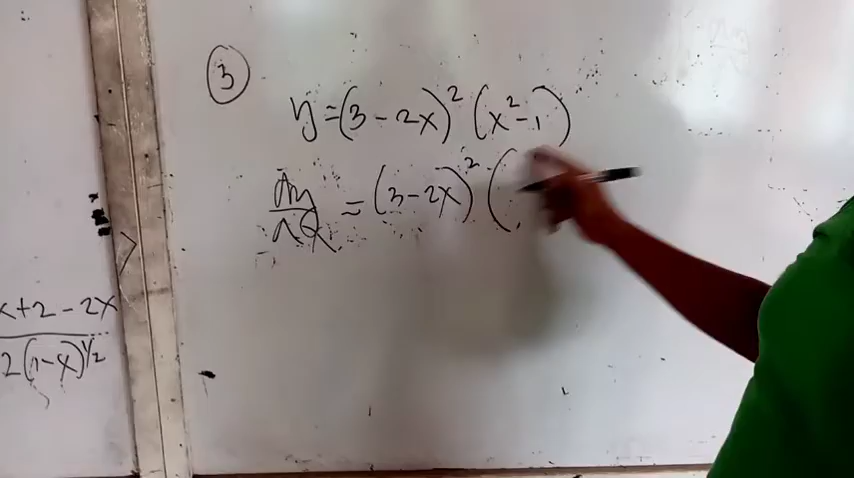 3
y = (3 - 2x)² (x² - 1)
dy/dx = (3 - 2x)² (
x + 2 - 2x
2(1 - x)^1/2